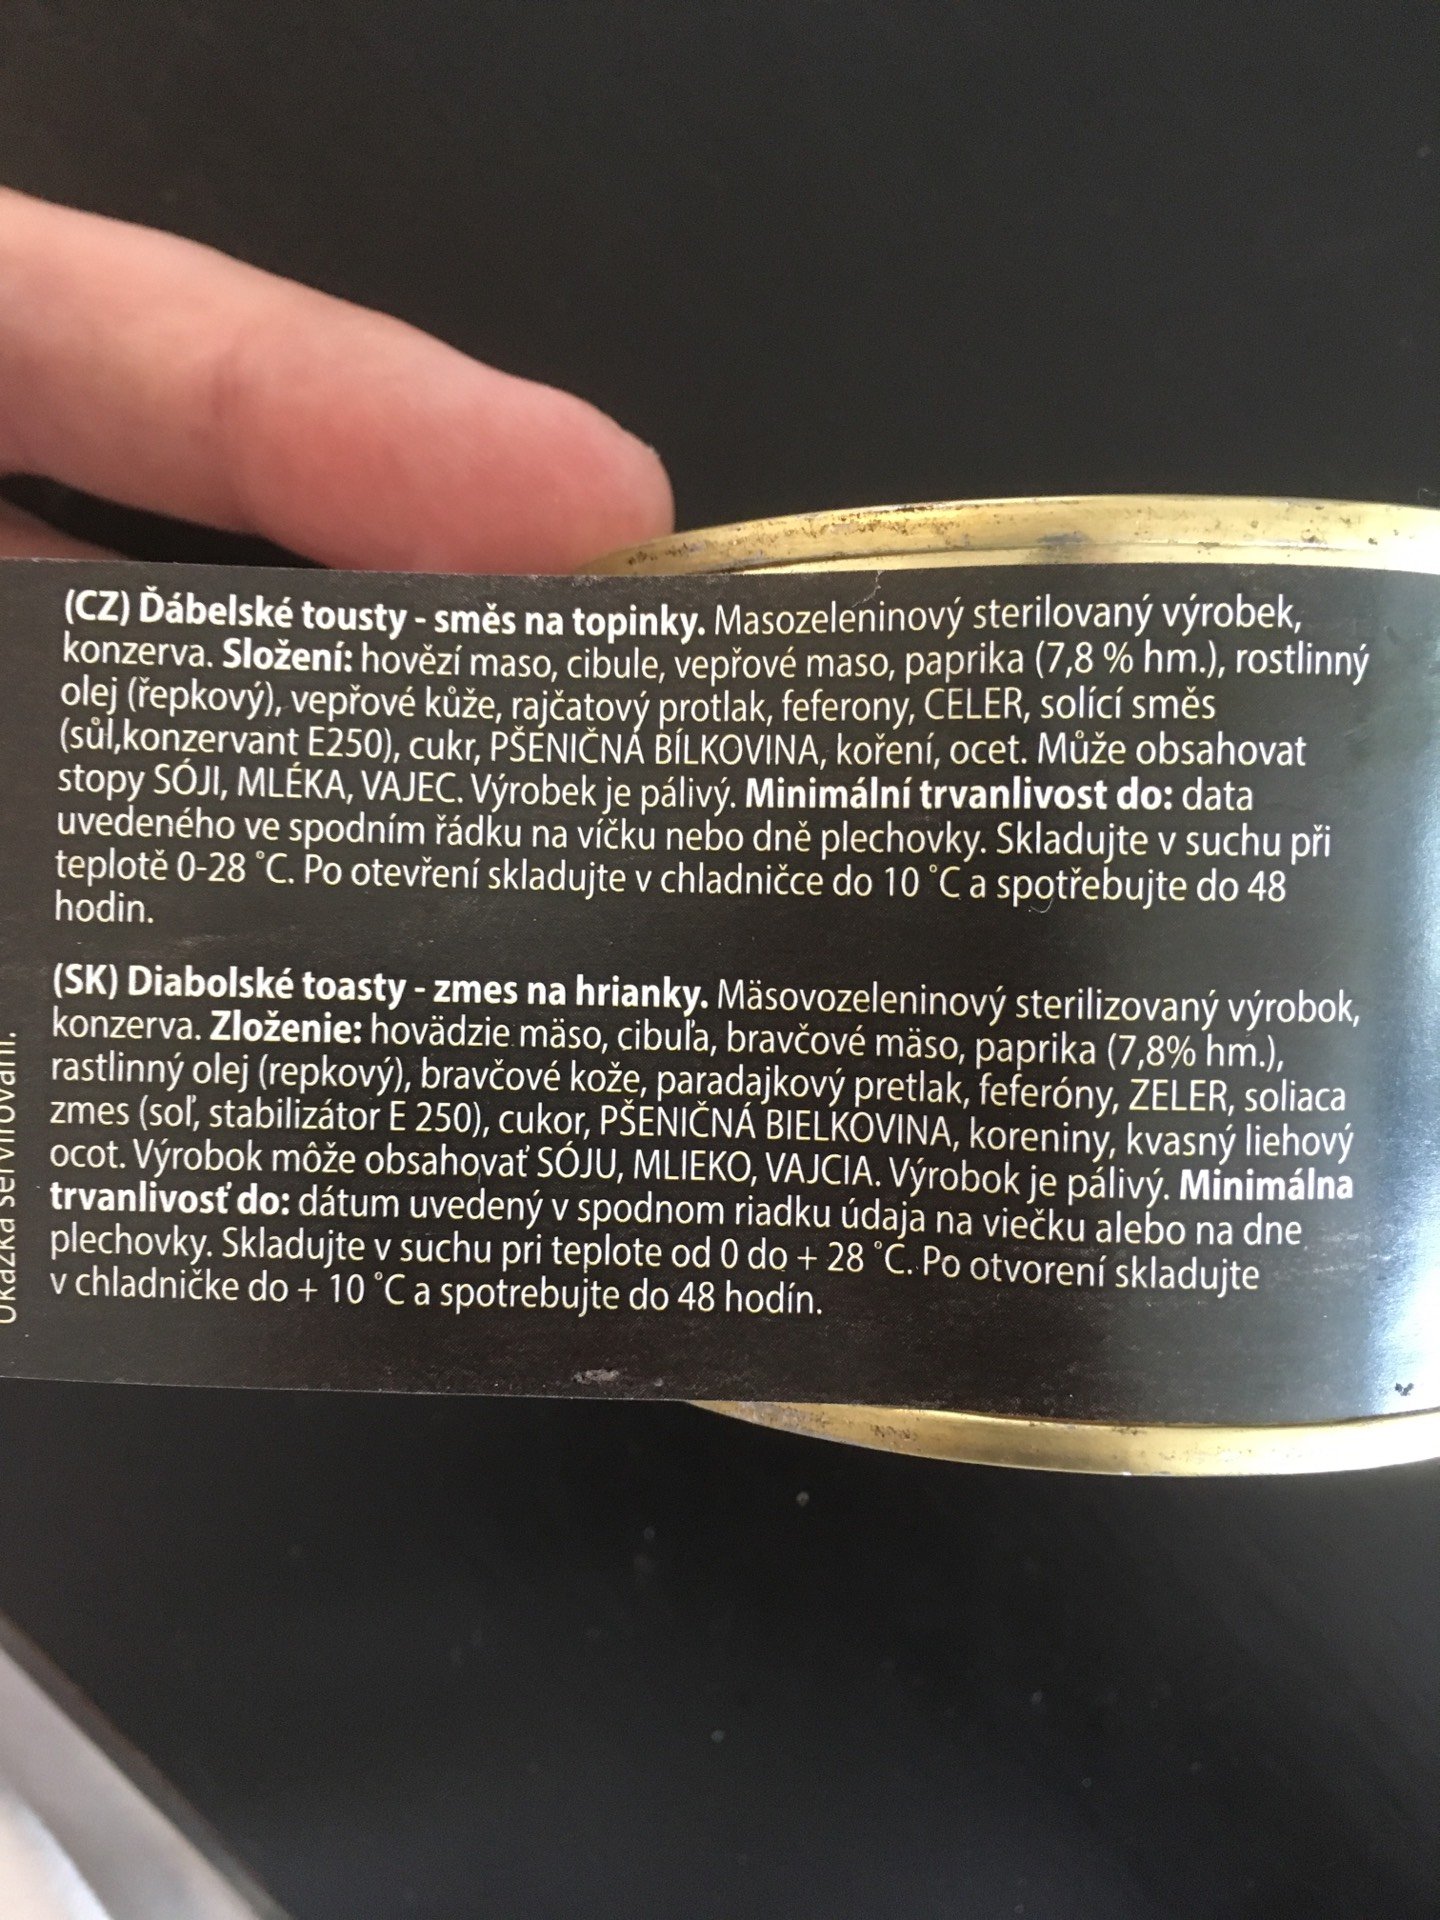 (CZ) Ďábelské tousty - směs na topinky. Masozeleninový sterilovaný výrobek,
konzerva. Složení: hovězí maso, cibule, vepřové maso, paprika (7,8 % hm.), rostlinný
olej (řepkový), vepřové kůže, rajčatový protlak, feferony, CELER, solící směs
(sůl,konzervant E250), cukr, PŠENIČNÁ BÍLKOVINA, koření, ocet. Může obsahovat
stopy SÓJI, MLÉKA, VAJEC. Výrobek je pálivý. Minimální trvanlivost do: data
uvedeného ve spodním řádku na víčku nebo dně plechovky. Skladujte v suchu při
teplotě 0-28 °C. Po otevření skladujte v chladničce do 10 °C a spotřebujte do 48
hodin.
(SK) Diabolské toasty - zmes na hrianky. Mäsovozeleninový sterilizovaný výrobok,
konzerva. Zloženie: hovädzie mäso, cibuľa, bravčové mäso, paprika (7,8% hm.),
rastlinný olej (repkový), bravčové kože, paradajkový pretlak, feferóny, ZELER, soliaca
zmes (soľ, stabilizátor E 250), cukor, PŠENIČNÁ BIELKOVINA, koreniny, kvasný liehový
ocot. Výrobok môže obsahovať SÓJU, MLIEKO, VAJCIA. Výrobok je pálivý. Minimálna
trvanlivosť do: dátum uvedený v spodnom riadku údaja na viečku alebo na dne
plechovky. Skladujte v suchu pri teplote od 0 do + 28 °C. Po otvorení skladujte
v chladničke do + 10 °C a spotrebujte do 48 hodín.
Ukázka servírování.